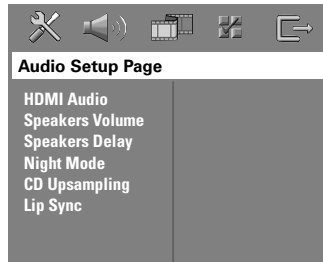 Audio Setup Page
HDMI Audio
Speakers Volume
Speakers Delay
Night Mode
CD Upsampling
Lip Sync